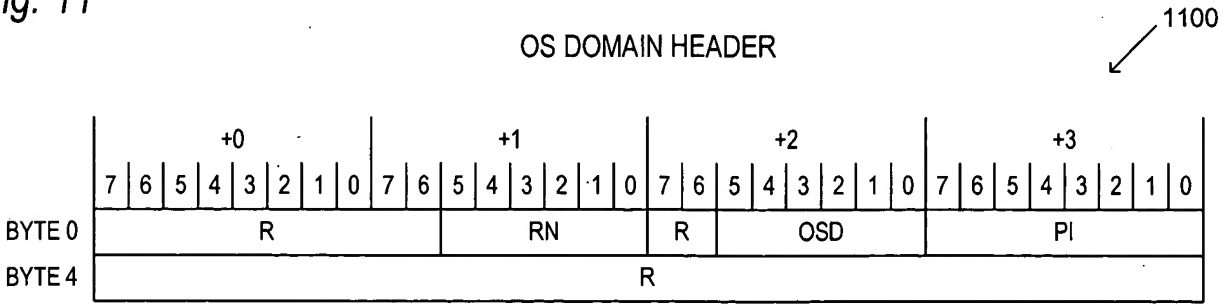 Fig. 11
1100
OS DOMAIN HEADER
+0 +1 +2 +3
7 6 5 4 3 2 1 0 7 6 5 4 3 2 1 0 7 6 5 4 3 2 1 0 7 6 5 4 3 2 1 0
BYTE 0 R RN R OSD PI
BYTE 4 R